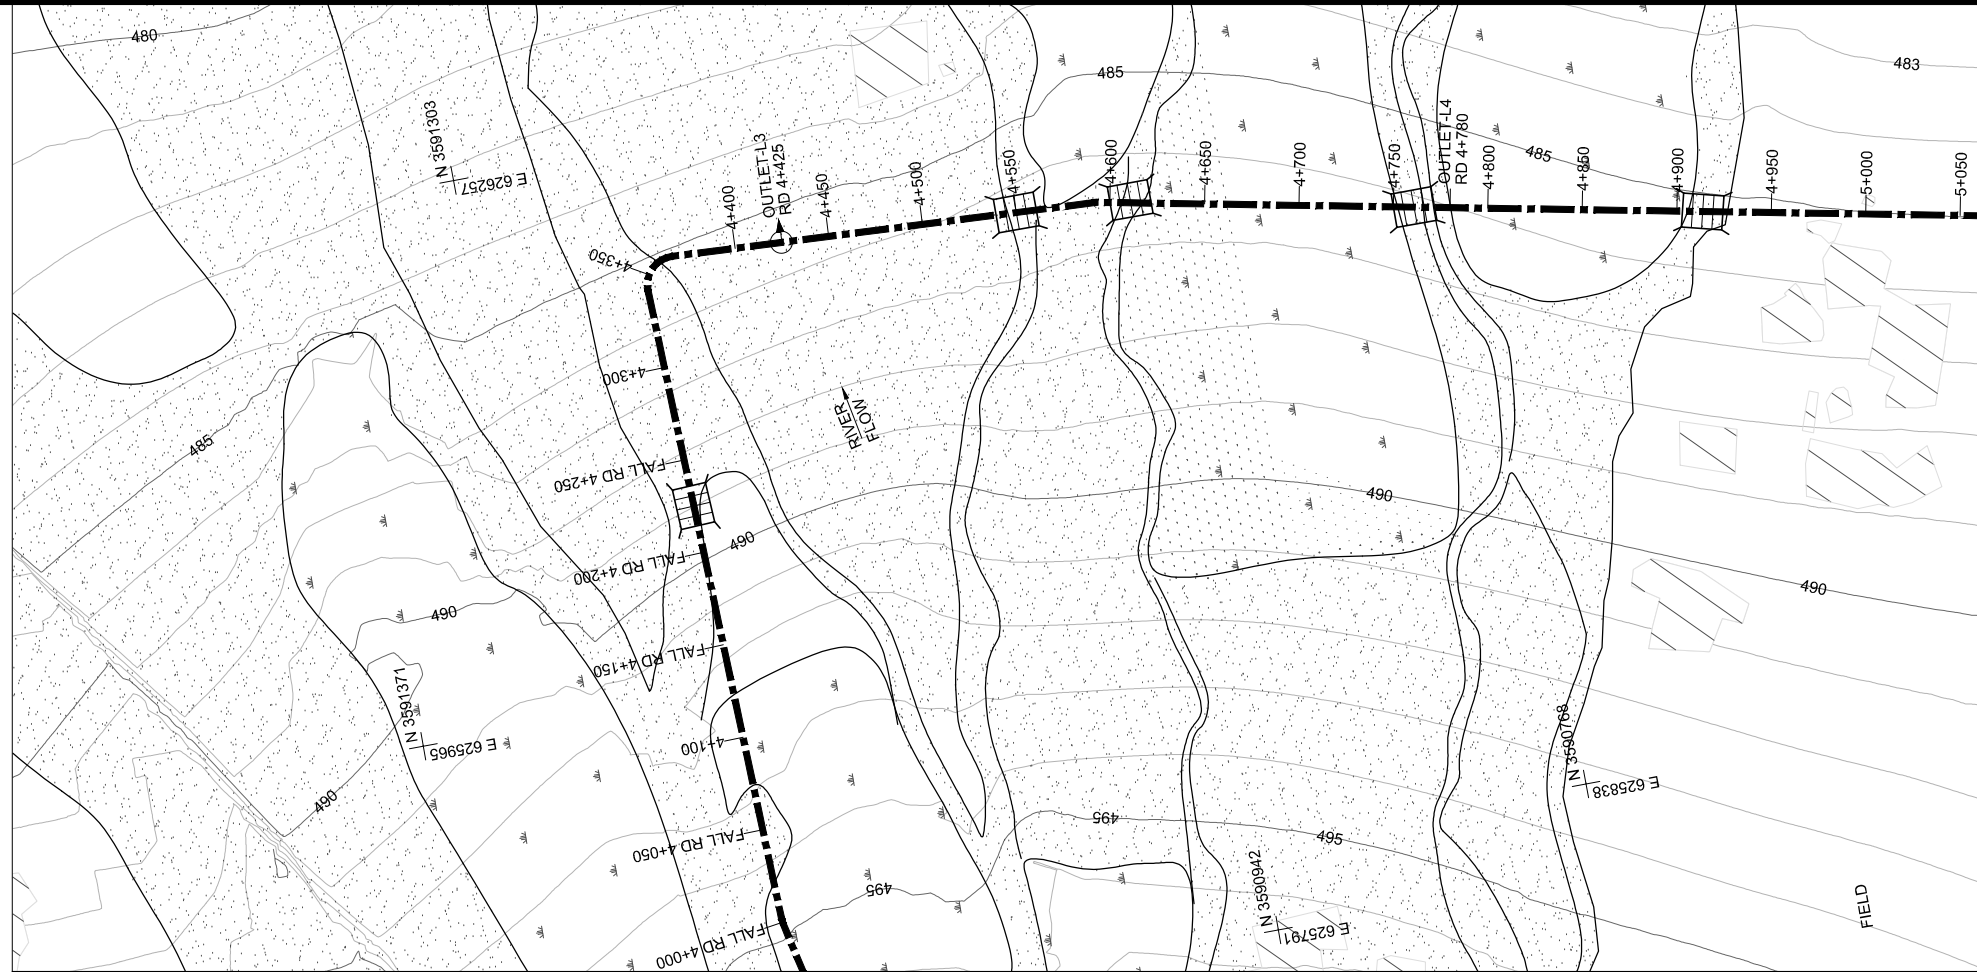 480
483
485
N 3591303
E 626257
OUTLET-L3
RD 4+425
OUTLET-L4
RD 4+780
485
4+350
4+400
4+450
4+500
4+550
4+600
4+650
4+700
4+750
4+800
4+850
4+900
4+950
5+000
5+050
4+300
RIVER
FLOW
485
FALL RD 4+250
490
490
FALL RD 4+200
490
490
FALL RD 4+150
N 3591371
E 625965
4+100
N 3590768
E 625838
490
FALL RD 4+050
495
495
495
N 3590942
E 625791
FIELD
FALL RD 4+000